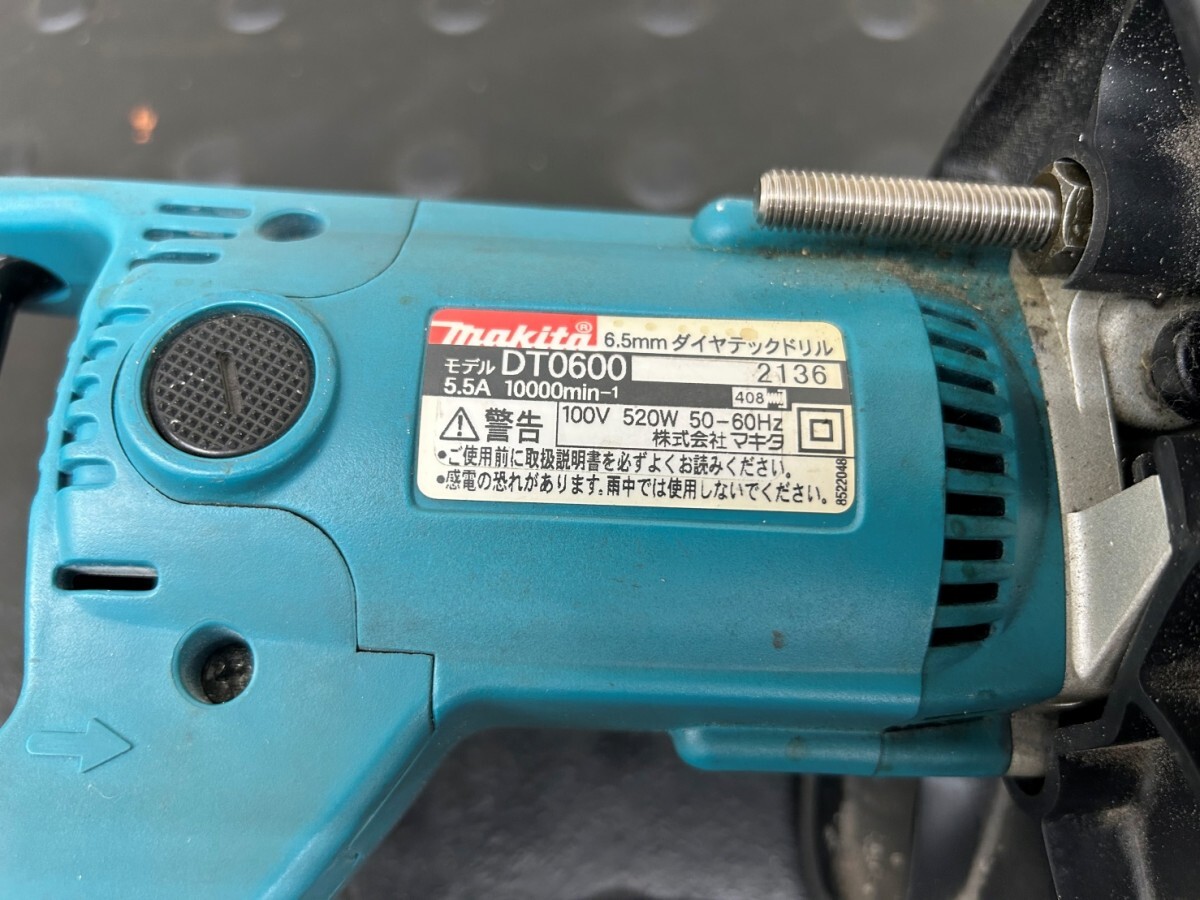 makita® 6.5mm ダイヤテックドリル
モデル DT0600 2136
5.5A 10000min-1 408
警告 100V 520W 50-60Hz
株式会社 マキタ
•ご使用前に取扱説明書を必ずよくお読みください。
•感電の恐れがあります。雨中では使用しないでください。
852204B